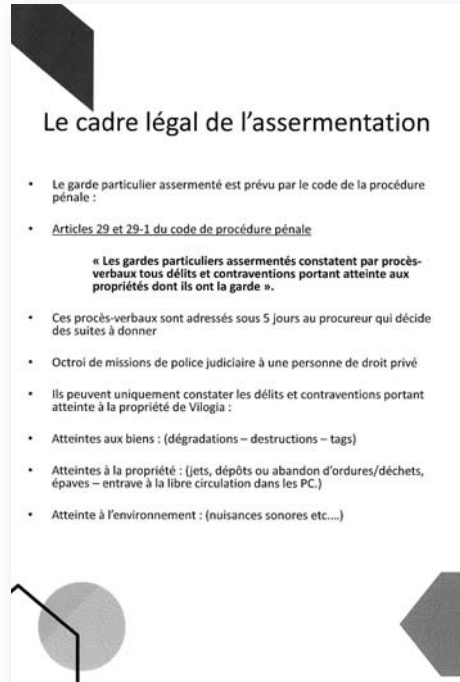 Le cadre légal de l'assermentation
• Le garde particulier assermenté est prévu par le code de la procédure
pénale :
• Articles 29 et 29-1 du code de procédure pénale
« Les gardes particuliers assermentés constatent par procès-
verbaux tous délits et contraventions portant atteinte aux
propriétés dont ils ont la garde ».
• Ces procès-verbaux sont adressés sous 5 jours au procureur qui décide
des suites à donner
• Octroi de missions de police judiciaire à une personne de droit privé
• Ils peuvent uniquement constater les délits et contraventions portant
atteinte à la propriété de Vilogia :
• Atteintes aux biens : (dégradations – destructions – tags)
• Atteintes à la propriété : (jets, dépôts ou abandon d'ordures/déchets,
épaves – entrave à la libre circulation dans les PC.)
• Atteinte à l'environnement : (nuisances sonores etc....)